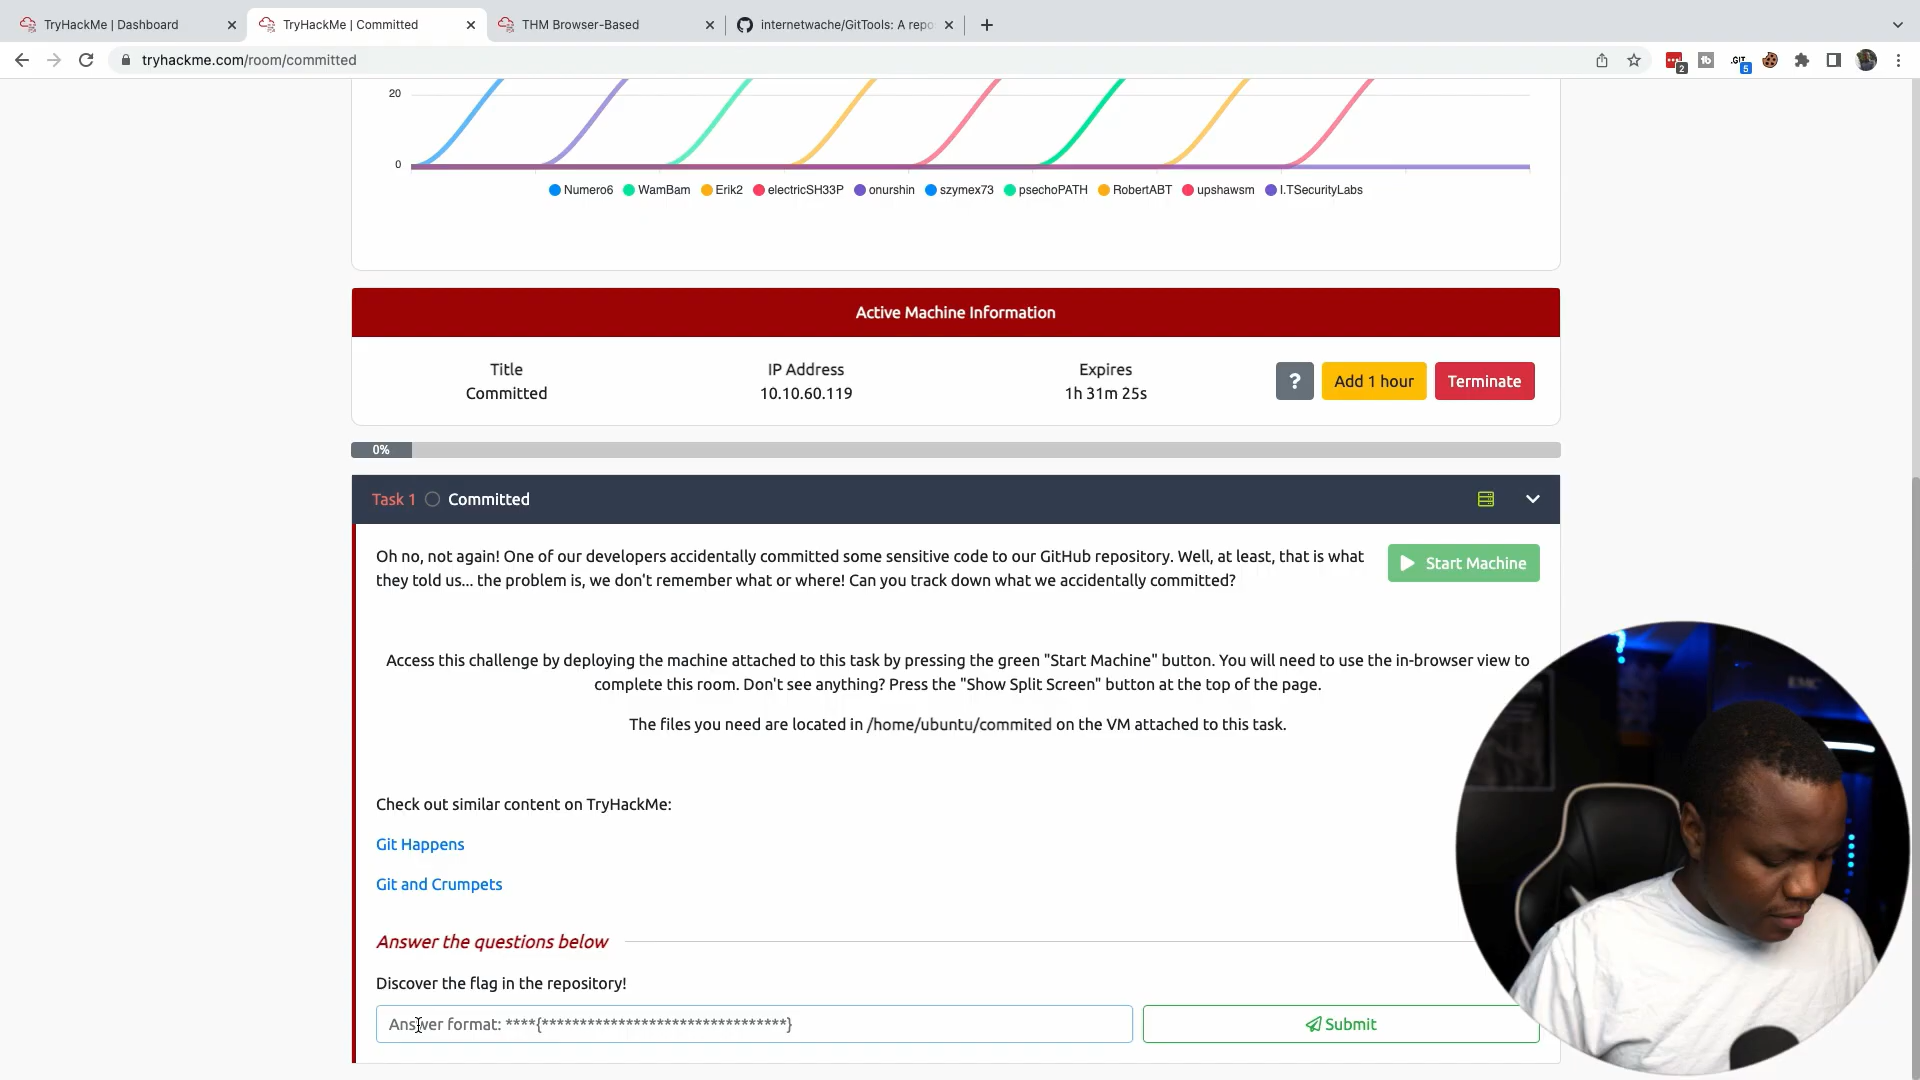 TryHackMe | Dashboard
TryHackMe | Committed
THM Browser-Based
internetwache/GitTools: A repo
tryhackme.com/room/committed
2
tb
.GIT
5
20
0
Numero6 WamBam Erik2 electricSH33P onurshin szymex73 psechoPATH RobertABT upshawsm I.TSecurityLabs
Active Machine Information
Title
Committed
IP Address
10.10.60.119
Expires
1h 31m 25s
?
Add 1 hour
Terminate
0%
Task 1 Committed
Oh no, not again! One of our developers accidentally committed some sensitive code to our GitHub repository. Well, at least, that is what
they told us... the problem is, we don't remember what or where! Can you track down what we accidentally committed?
Start Machine
Access this challenge by deploying the machine attached to this task by pressing the green "Start Machine" button. You will need to use the in-browser view to
complete this room. Don't see anything? Press the "Show Split Screen" button at the top of the page.
The files you need are located in /home/ubuntu/commited on the VM attached to this task.
EMC
Check out similar content on TryHackMe:
Git Happens
Git and Crumpets
Answer the questions below
Discover the flag in the repository!
Answer format: ****{********************************}
Submit